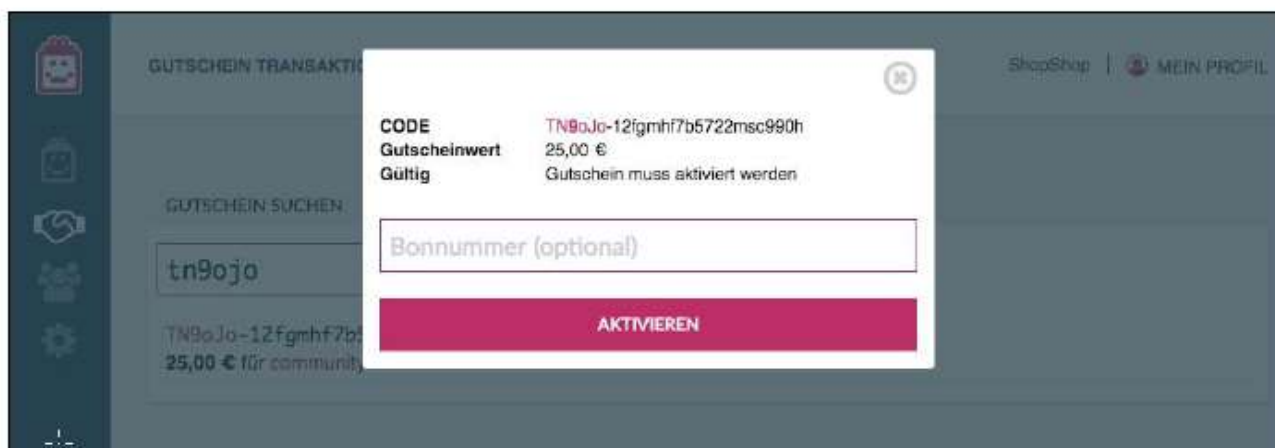 GUTSCHEIN TRANSAKTI
ShopShop | MEIN PROFIL
CODE TN9oJo-12fgmhf7b5722msc990h
Gutscheinwert 25,00 €
Gültig Gutschein muss aktiviert werden
GUTSCHEIN SUCHEN
Bonnummer (optional)
tn9ojo
AKTIVIEREN
TN9oJo-12fgmhf7b5
25,00 € für community